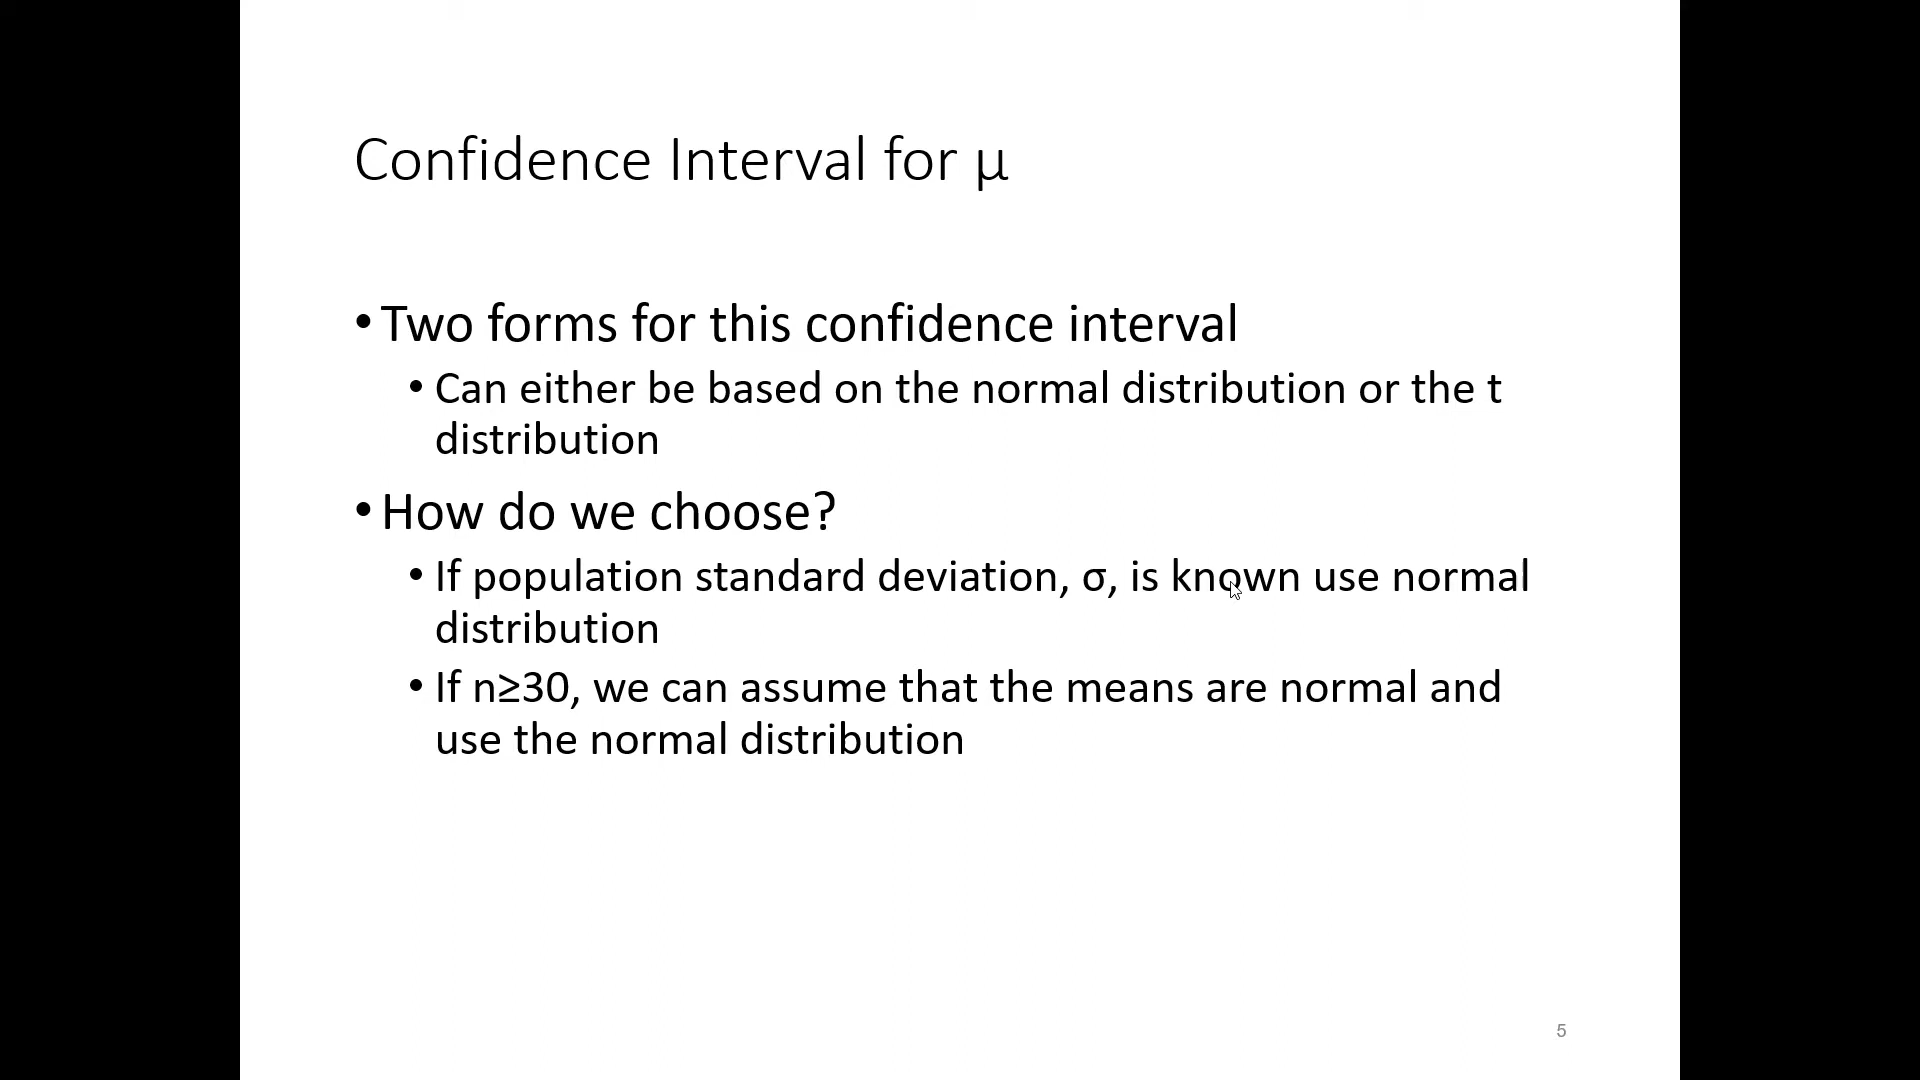 Confidence Interval for μ
•Two forms for this confidence interval
• Can either be based on the normal distribution or the t
distribution
•How do we choose?
• If population standard deviation, σ, is known use normal
distribution
• If n≥30, we can assume that the means are normal and
use the normal distribution
5